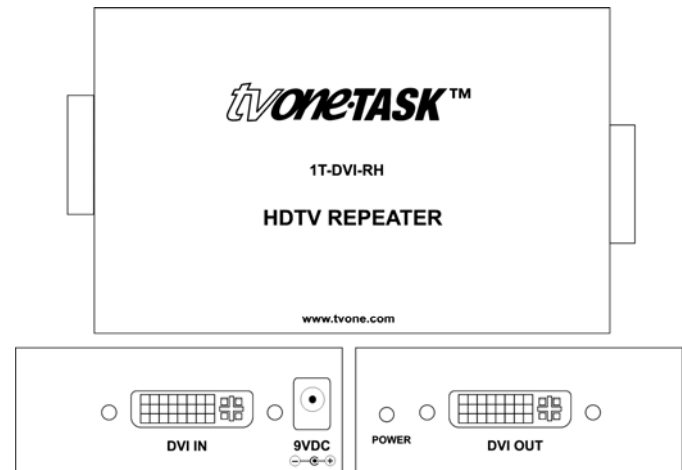 tvone·TASK™
1T-DVI-RH
HDTV REPEATER
www.tvone.com
DVI IN
9VDC
POWER
DVI OUT